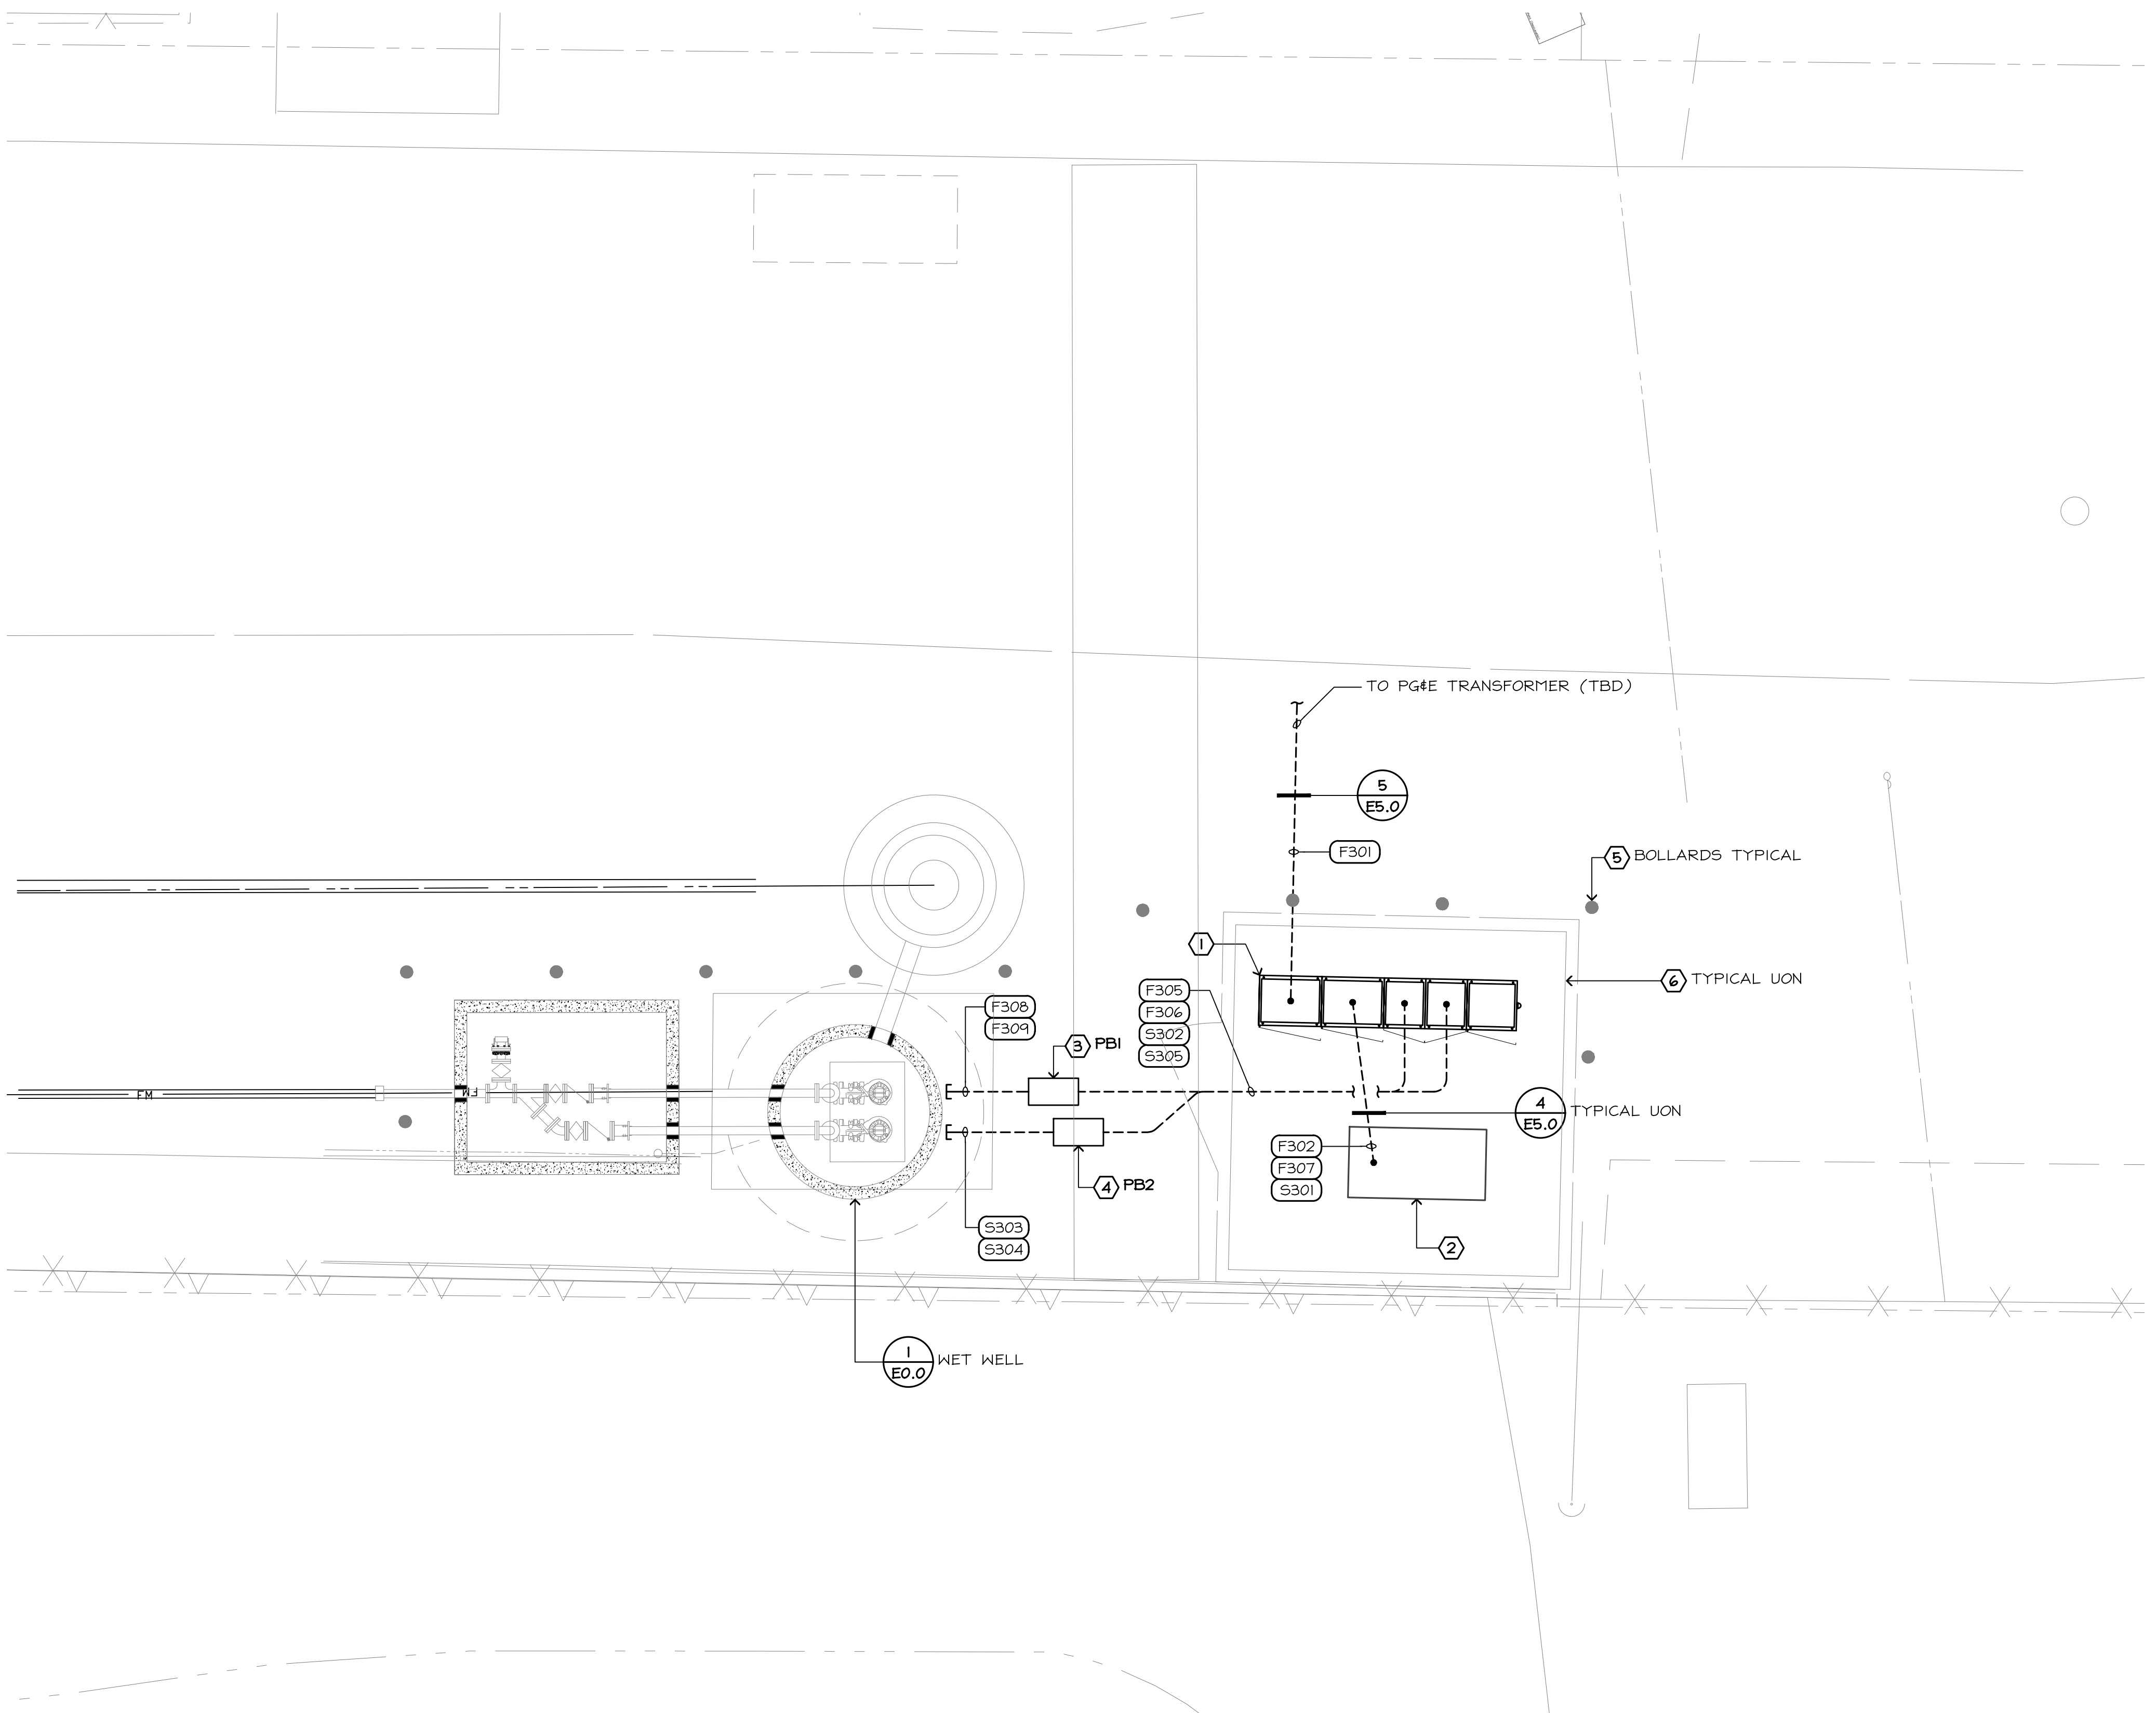 TO PG&E TRANSFORMER (TBD)
5
E5.0
F301
5 BOLLARDS TYPICAL
1
6 TYPICAL UON
F305
F306
S302
S305
F308
F309
3 PB1
FM
FM
4
E5.0
TYPICAL UON
F302
F307
S301
4 PB2
S303
S304
2
1
E0.0
WET WELL